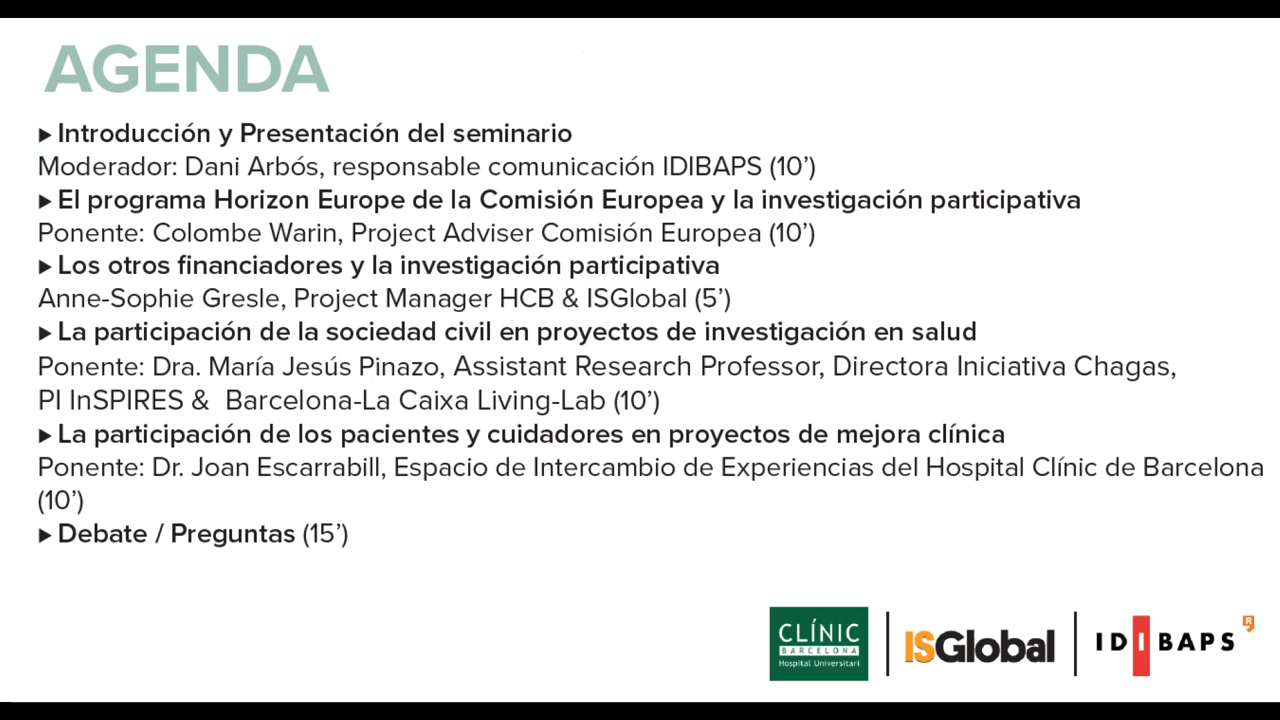 AGENDA
▶ Introducción y Presentación del seminario
Moderador: Dani Arbós, responsable comunicación IDIBAPS (10’)
▶ El programa Horizon Europe de la Comisión Europea y la investigación participativa
Ponente: Colombe Warin, Project Adviser Comisión Europea (10’)
▶ Los otros financiadores y la investigación participativa
Anne-Sophie Gresle, Project Manager HCB & ISGlobal (5’)
▶ La participación de la sociedad civil en proyectos de investigación en salud
Ponente: Dra. María Jesús Pinazo, Assistant Research Professor, Directora Iniciativa Chagas,
PI InSPIRES &  Barcelona-La Caixa Living-Lab (10’)
▶ La participación de los pacientes y cuidadores en proyectos de mejora clínica
Ponente: Dr. Joan Escarrabill, Espacio de Intercambio de Experiencias del Hospital Clínic de Barcelona
(10’)
▶ Debate / Preguntas (15’)
CLÍNIC
BARCELONA
Hospital Universitari
ISGlobal
IDIBAPS
R